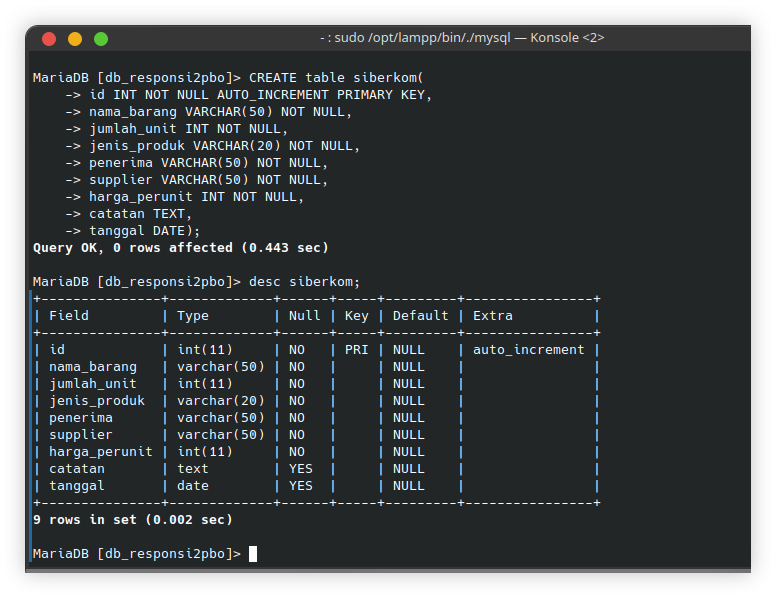 - : sudo /opt/lampp/bin/./mysql — Konsole <2>
MariaDB [db_responsi2pbo]> CREATE table siberkom(
    -> id INT NOT NULL AUTO_INCREMENT PRIMARY KEY,
    -> nama_barang VARCHAR(50) NOT NULL,
    -> jumlah_unit INT NOT NULL,
    -> jenis_produk VARCHAR(20) NOT NULL,
    -> penerima VARCHAR(50) NOT NULL,
    -> supplier VARCHAR(50) NOT NULL,
    -> harga_perunit INT NOT NULL,
    -> catatan TEXT,
    -> tanggal DATE);
Query OK, 0 rows affected (0.443 sec)
MariaDB [db_responsi2pbo]> desc siberkom;
+---------------+-------------+------+-----+---------+----------------+
| Field         | Type        | Null | Key | Default | Extra          |
+---------------+-------------+------+-----+---------+----------------+
| id            | int(11)     | NO   | PRI | NULL    | auto_increment |
| nama_barang   | varchar(50) | NO   |     | NULL    |                |
| jumlah_unit   | int(11)     | NO   |     | NULL    |                |
| jenis_produk  | varchar(20) | NO   |     | NULL    |                |
| penerima      | varchar(50) | NO   |     | NULL    |                |
| supplier      | varchar(50) | NO   |     | NULL    |                |
| harga_perunit | int(11)     | NO   |     | NULL    |                |
| catatan       | text        | YES  |     | NULL    |                |
| tanggal       | date        | YES  |     | NULL    |                |
+---------------+-------------+------+-----+---------+----------------+
9 rows in set (0.002 sec)
MariaDB [db_responsi2pbo]>